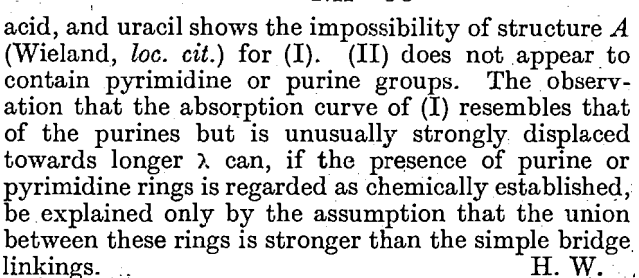 acid, and uracil shows the impossibility of structure A
(Wieland, loc. cit.) for (I). (II) does not appear to
contain pyrimidine or purine groups. The observ-
ation that the absorption curve of (I) resembles that
of the purines but is unusually strongly displaced
towards longer λ can, if the presence of purine or
pyrimidine rings is regarded as chemically established,
be explained only by the assumption that the union
between these rings is stronger than the simple bridge
linkings. H. W.